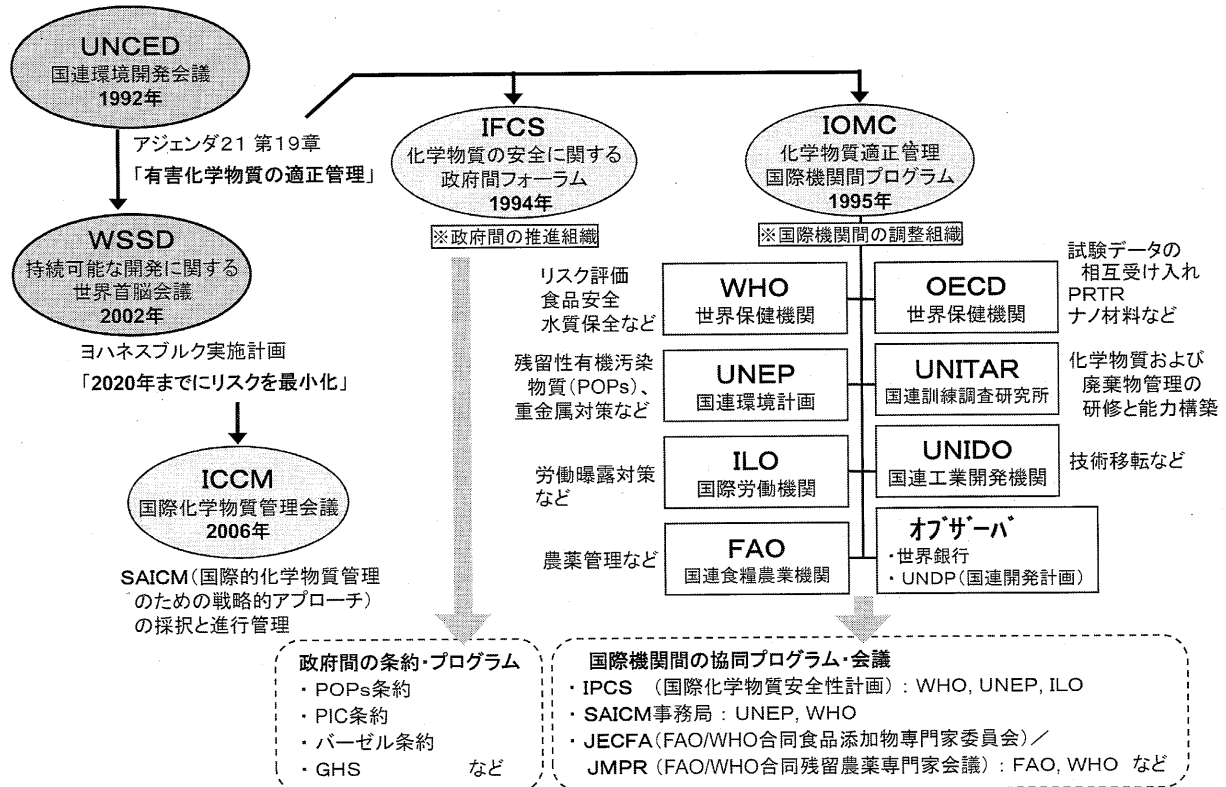 UNCED
国連環境開発会議
1992年
アジェンダ21 第19章
「有害化学物質の適正管理」
WSSD
持続可能な開発に関する
世界首脳会議
2002年
ヨハネスブルク実施計画
「2020年までにリスクを最小化」
ICCM
国際化学物質管理会議
2006年
SAICM(国際的化学物質管理
のための戦略的アプローチ)
の採択と進行管理
IFCS
化学物質の安全に関する
政府間フォーラム
1994年
※政府間の推進組織
IOMC
化学物質適正管理
国際機関間プログラム
1995年
※国際機関間の調整組織
リスク評価
食品安全
水質保全など
WHO
世界保健機関
OECD
世界保健機関
試験データの
相互受け入れ
PRTR
ナノ材料など
残留性有機汚染
物質(POPs)、
重金属対策など
UNEP
国連環境計画
UNITAR
国連訓練調査研究所
化学物質および
廃棄物管理の
研修と能力構築
労働曝露対策
など
ILO
国際労働機関
UNIDO
国連工業開発機関
技術移転など
農薬管理など
FAO
国連食糧農業機関
オブザーバ
・世界銀行
・UNDP(国連開発計画)
政府間の条約・プログラム
・POPs条約
・PIC条約
・バーゼル条約
・GHS など
国際機関間の協同プログラム・会議
・IPCS (国際化学物質安全性計画) : WHO, UNEP, ILO
・SAICM事務局 : UNEP, WHO
・JECFA(FAO/WHO合同食品添加物専門家委員会)/
JMPR (FAO/WHO合同残留農薬専門家会議) : FAO, WHO など